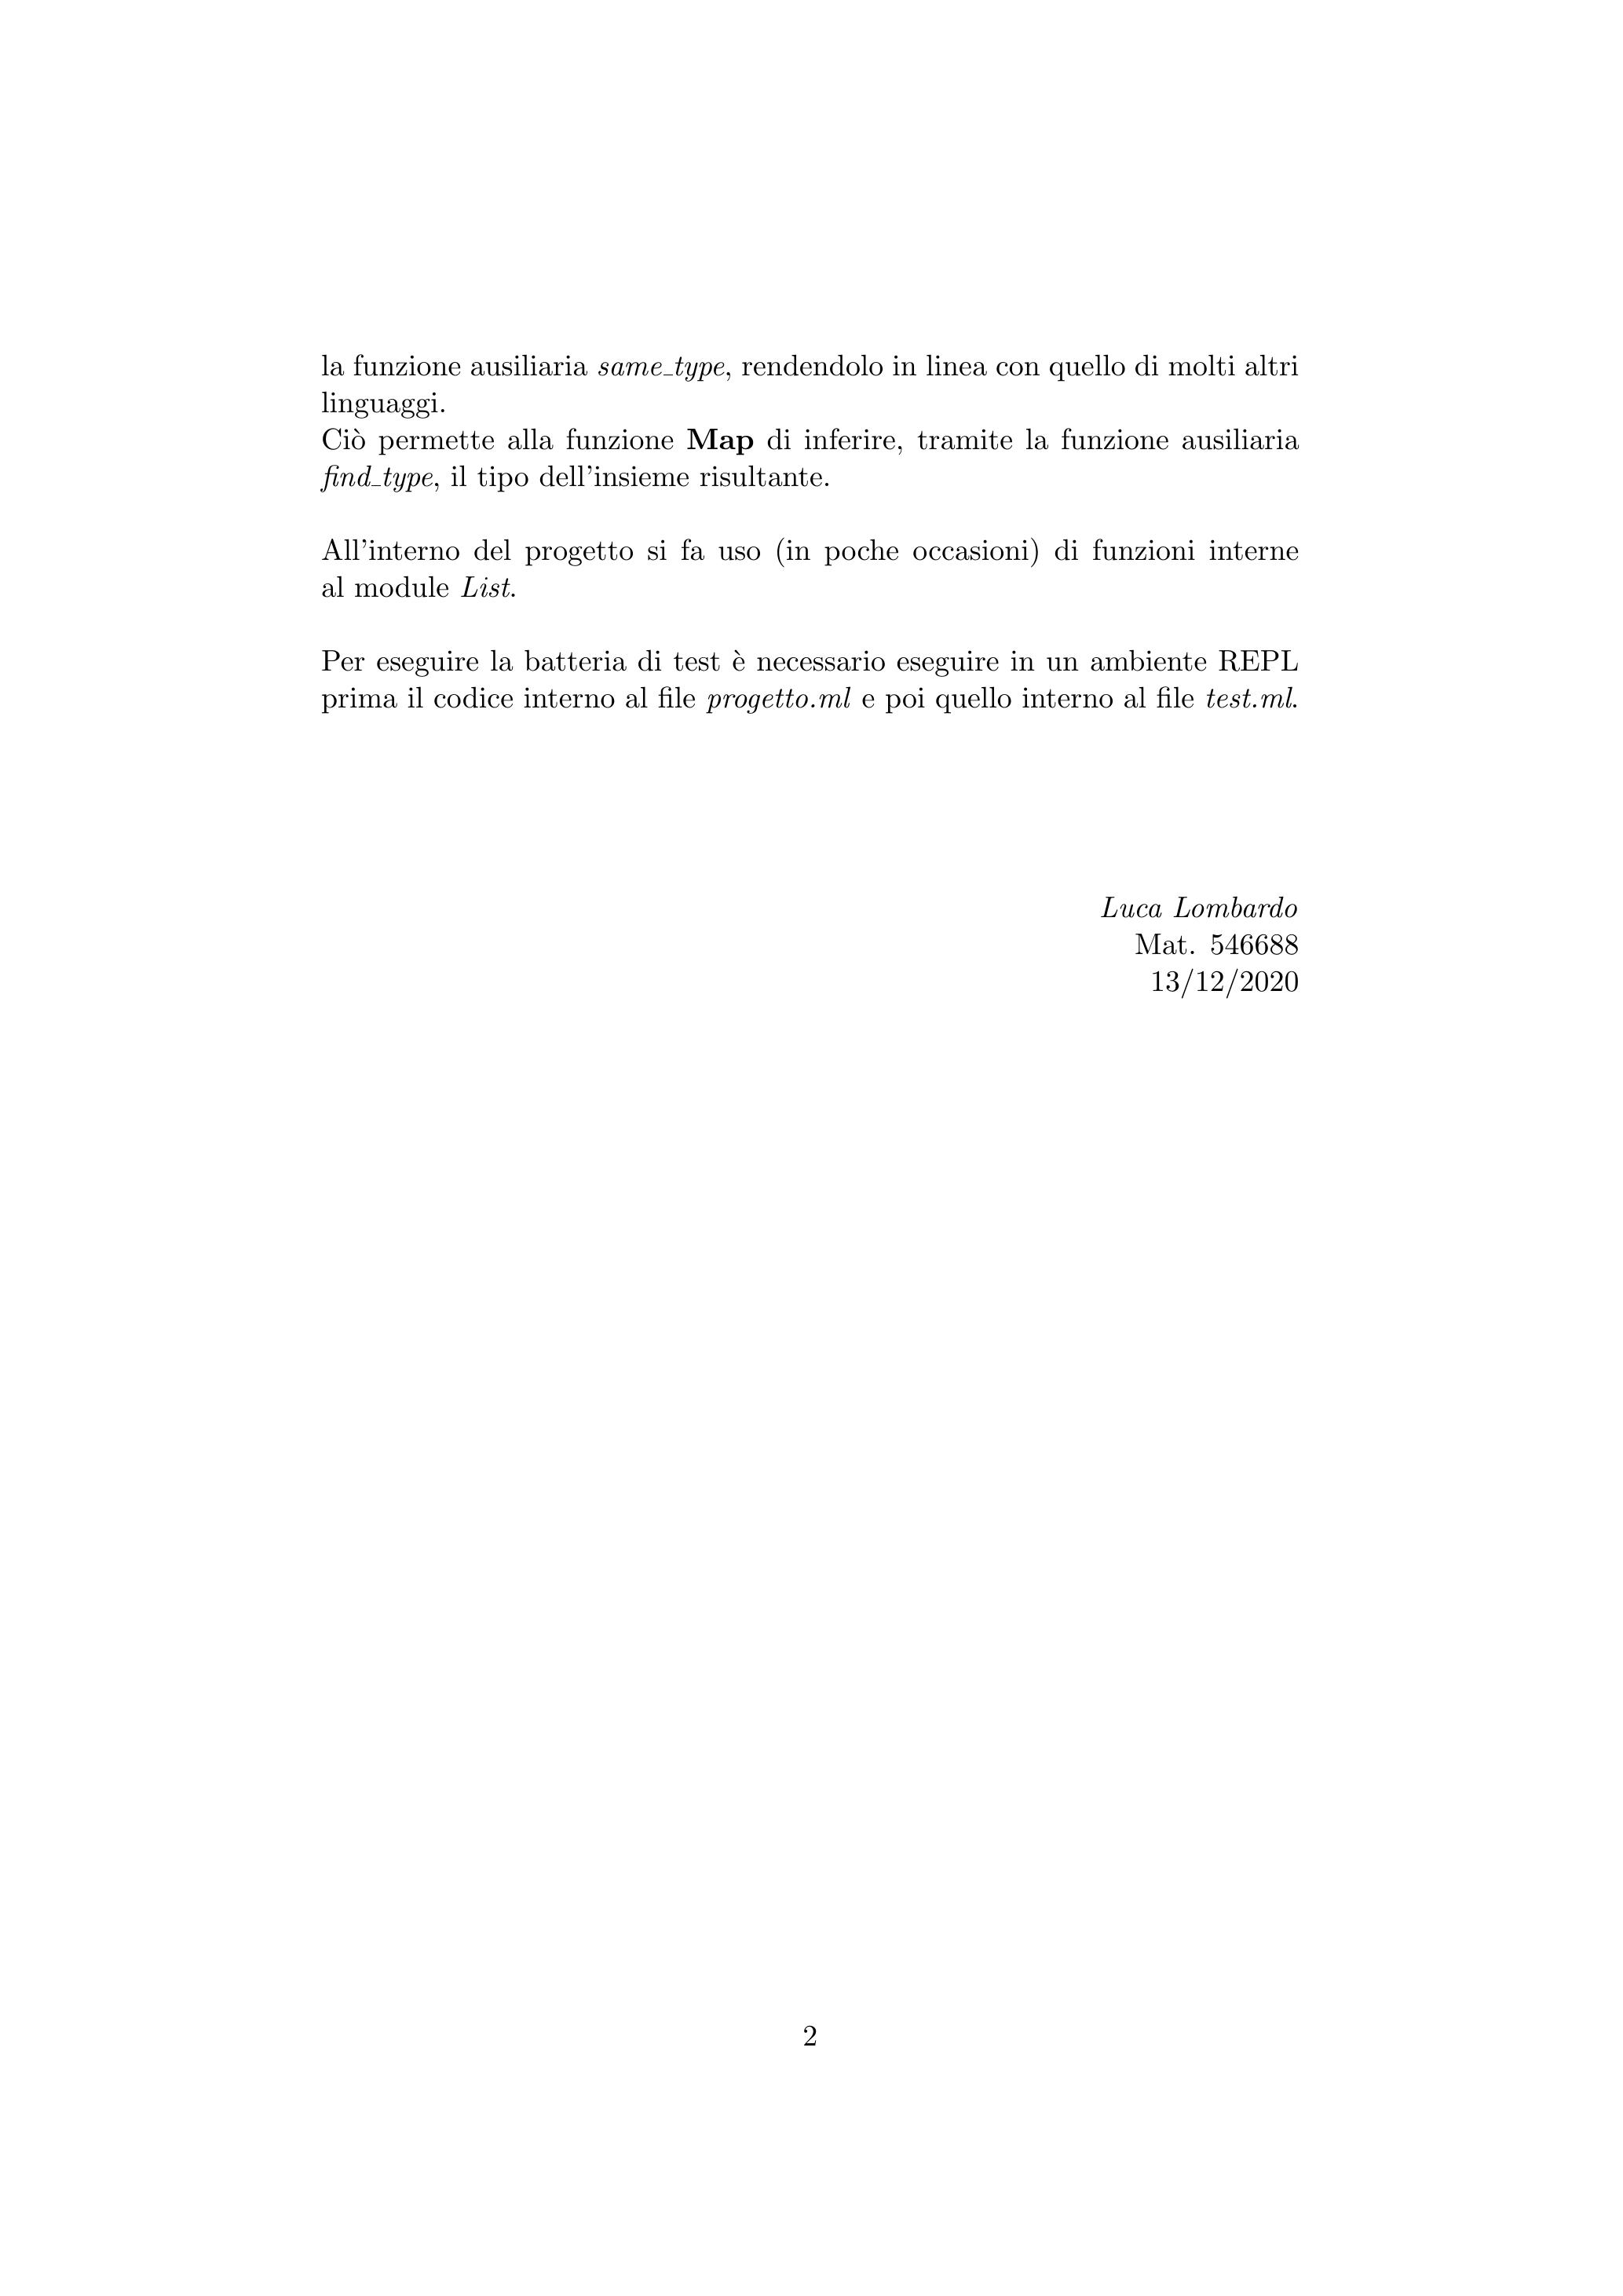 la funzione ausiliaria same_type, rendendolo in linea con quello di molti altri
linguaggi.
Ciò permette alla funzione Map di inferire, tramite la funzione ausiliaria
find_type, il tipo dell'insieme risultante.
All'interno del progetto si fa uso (in poche occasioni) di funzioni interne
al module List.
Per eseguire la batteria di test è necessario eseguire in un ambiente REPL
prima il codice interno al file progetto.ml e poi quello interno al file test.ml.
Luca Lombardo
Mat. 546688
13/12/2020
2